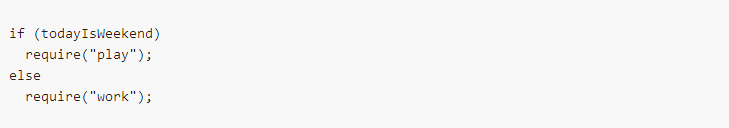 if (todayIsWeekend)
  require("play");
else
  require("work");